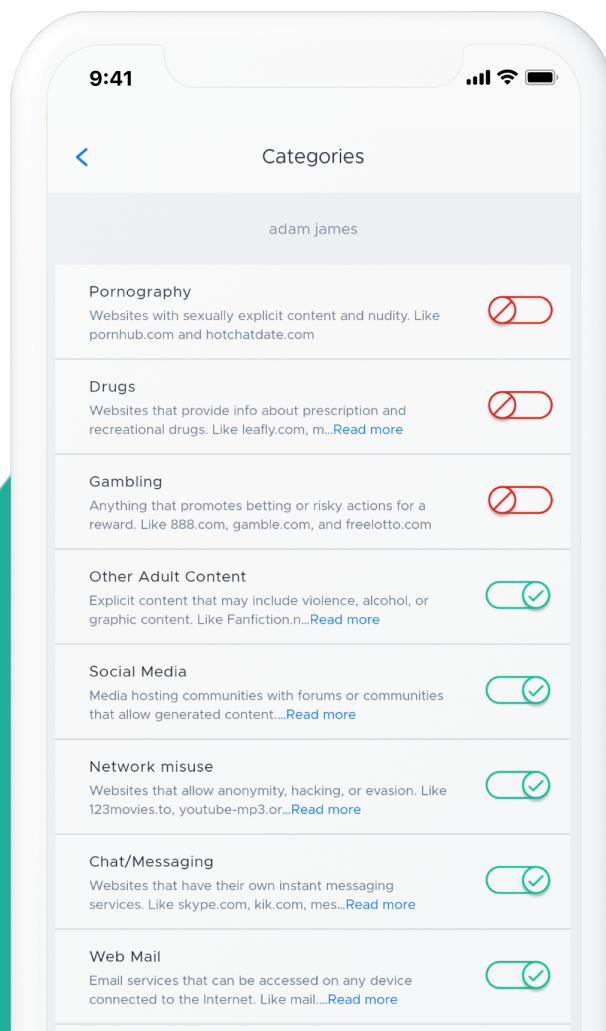 9:41
Categories
adam james
Pornography
Websites with sexually explicit content and nudity. Like
pornhub.com and hotchatdate.com
Drugs
Websites that provide info about prescription and
recreational drugs. Like leafly.com, m...Read more
Gambling
Anything that promotes betting or risky actions for a
reward. Like 888.com, gamble.com, and freelotto.com
Other Adult Content
Explicit content that may include violence, alcohol, or
graphic content. Like Fanfiction.n...Read more
Social Media
Media hosting communities with forums or communities
that allow generated content....Read more
Network misuse
Websites that allow anonymity, hacking, or evasion. Like
123movies.to, youtube-mp3.or...Read more
Chat/Messaging
Websites that have their own instant messaging
services. Like skype.com, kik.com, mes...Read more
Web Mail
Email services that can be accessed on any device
connected to the Internet. Like mail....Read more